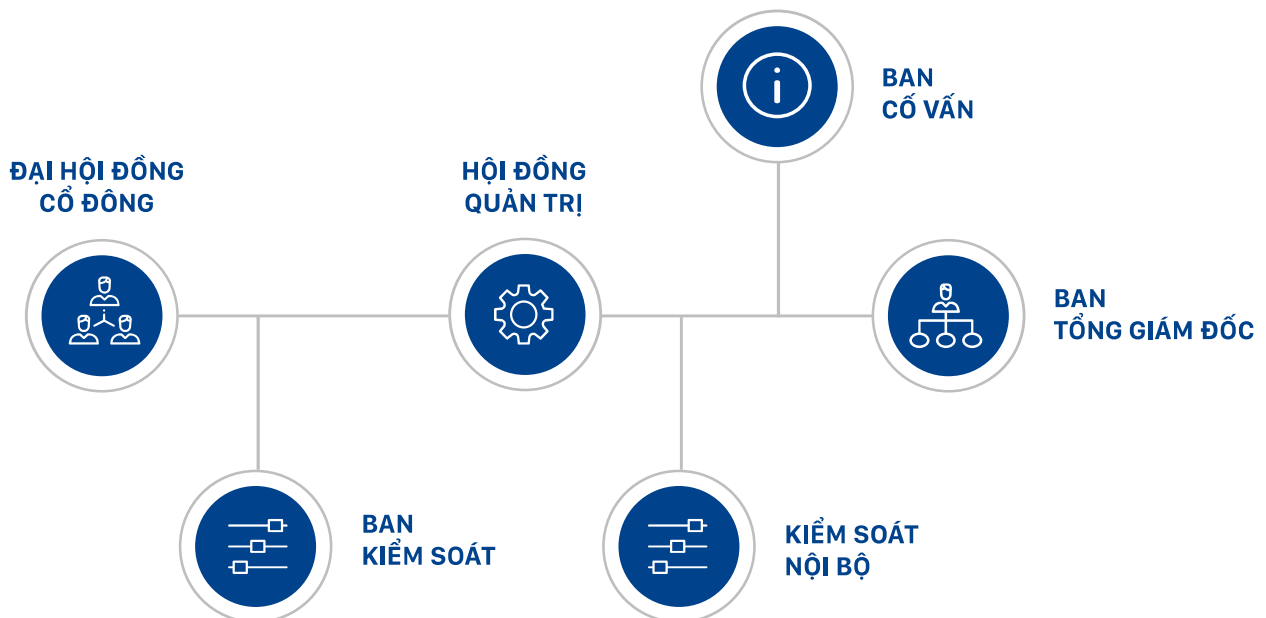 BAN
CỐ VẤN
ĐẠI HỘI ĐỒNG
CỔ ĐÔNG
HỘI ĐỒNG
QUẢN TRỊ
BAN
TỔNG GIÁM ĐỐC
BAN
KIỂM SOÁT
KIỂM SOÁT
NỘI BỘ